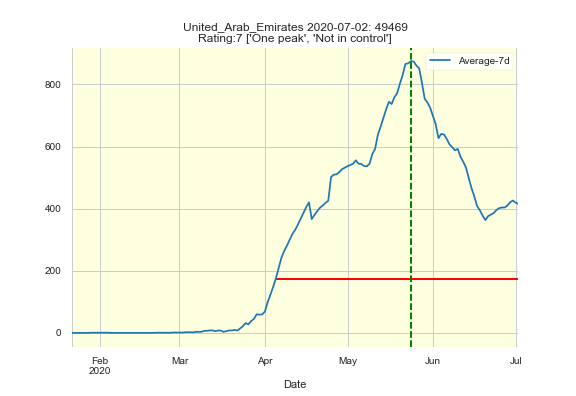 United_Arab_Emirates 2020-07-02: 49469
Rating:7 ['One peak', 'Not in control']
Average-7d
800
600
400
200
0
Feb
2020
Mar
Apr
May
Jun
Jul
Date